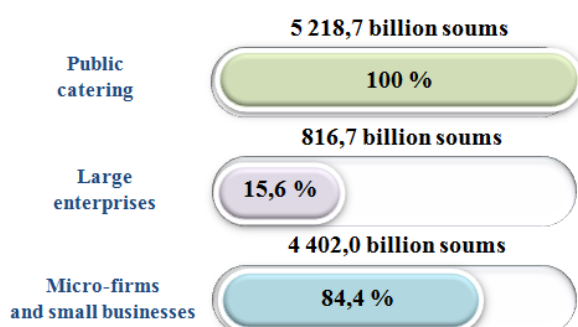 5 218,7 billion soums
Public
catering
100 %
816,7 billion soums
Large
enterprises
15,6 %
4 402,0 billion soums
Micro-firms
and small businesses
84,4 %